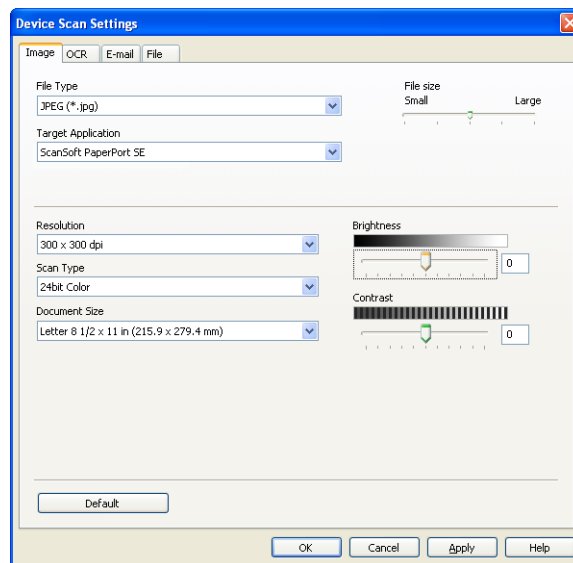 Device Scan Settings
Image OCR E-mail File
File Type
JPEG (*.jpg)
File size
Small Large
Target Application
ScanSoft PaperPort SE
Resolution
300 x 300 dpi
Scan Type
24bit Color
Document Size
Letter 8 1/2 x 11 in (215.9 x 279.4 mm)
Brightness
0
Contrast
0
Default
OK Cancel Apply Help